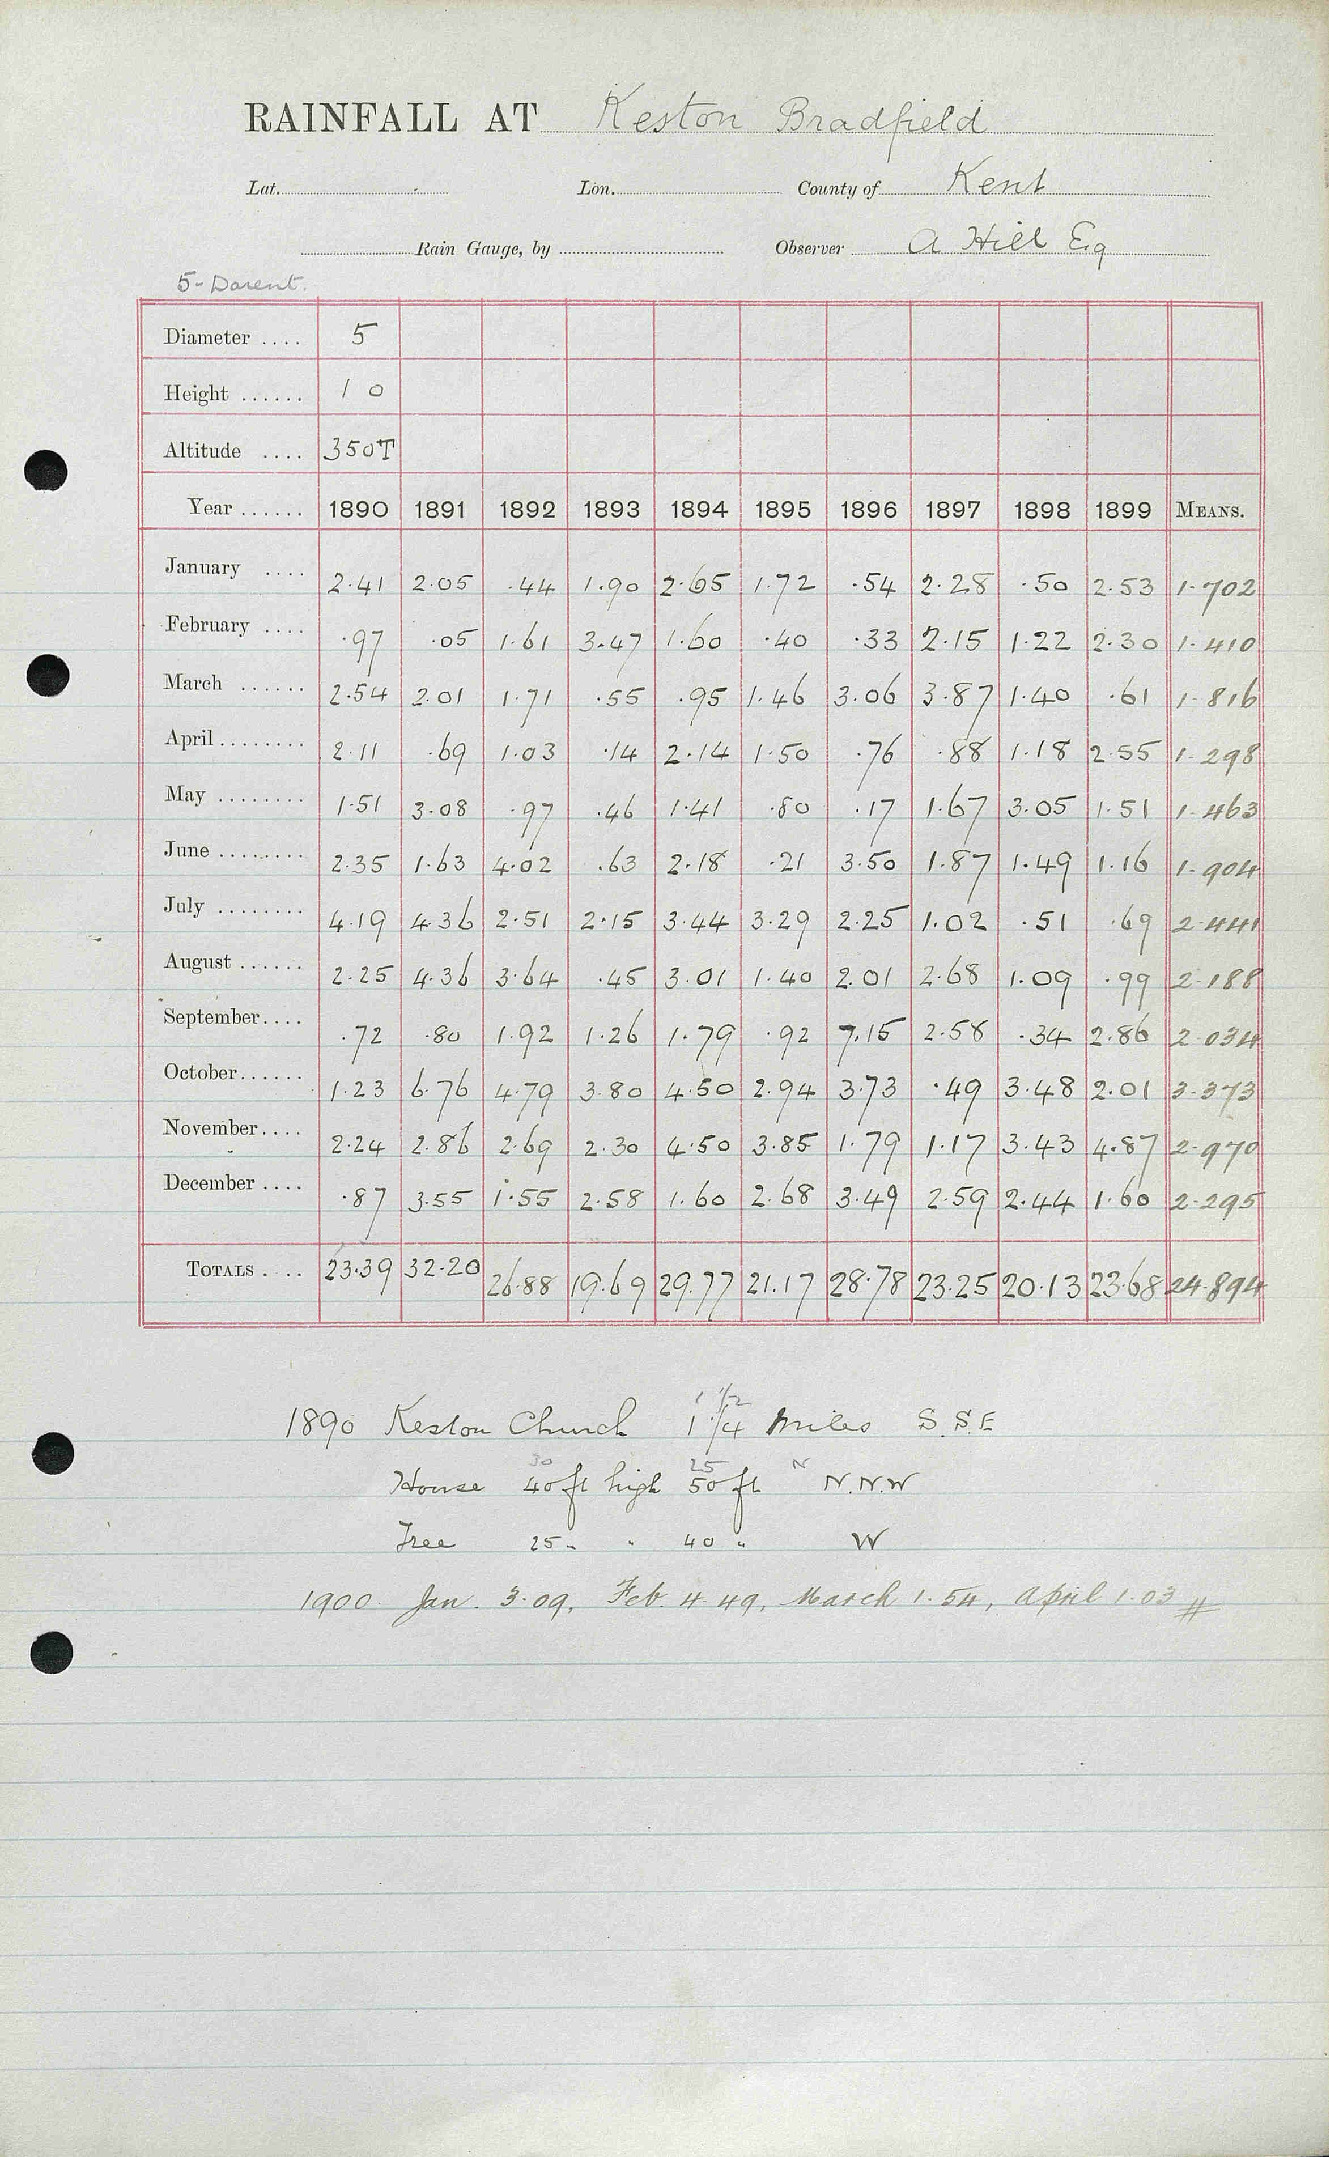 RAINFALL AT Keston Bradfield
Lat. Lon. County of Kent
Rain Gauge, by Observer A Hill Eq
5-Darent.
Diameter .... 5
Height ...... 1 0
Altitude .... 350T
Year ...... 1890 1891 1892 1893 1894 1895 1896 1897 1898 1899 MEANS.
January .... 2.41 2.05 .44 1.90 2.65 1.72 .54 2.28 .50 2.53 1.702
February .... .97 .05 1.61 3.47 1.60 .40 .33 2.15 1.22 2.30 1.410
March ...... 2.54 2.01 1.71 .55 .95 1.46 3.06 3.87 1.40 .61 1.816
April ........ 2.11 .69 1.03 .14 2.14 1.50 .76 .88 1.18 2.55 1.298
May ........ 1.51 3.08 .97 .46 1.41 .80 .17 1.67 3.05 1.51 1.463
June ........ 2.35 1.63 4.02 .63 2.18 .21 3.50 1.87 1.49 1.16 1.904
July ........ 4.19 4.36 2.51 2.15 3.44 3.29 2.25 1.02 .51 .69 2.441
August ...... 2.25 4.36 3.64 .45 3.01 1.40 2.01 2.68 1.09 .99 2.188
September .... .72 .80 1.92 1.26 1.79 .92 7.15 2.58 .34 2.86 2.034
October ...... 1.23 6.76 4.79 3.80 4.50 2.94 3.73 .49 3.48 2.01 3.373
November .... 2.24 2.86 2.69 2.30 4.50 3.85 1.79 1.17 3.43 4.87 2.970
December .... .87 3.55 1.55 2.58 1.60 2.68 3.49 2.59 2.44 1.60 2.295
TOTALS .... 23.39 32.20 26.88 19.69 29.77 21.17 28.78 23.25 20.13 23.68 24.894
1 1/2
1890 Keston Church 1 1/4 miles S.S.E
30 25 N
House 40 ft high 50 ft N.N.W
Tree 25 " " 40 " W
1900 Jan. 3.09, Feb. 4.49, March 1.54, April 1.03 #